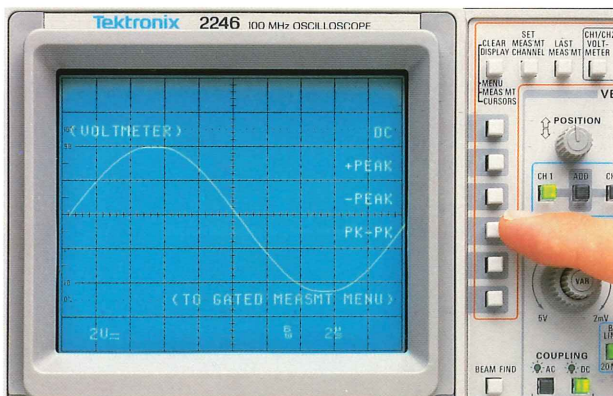 Tektronix 2246 100 MHz OSCILLOSCOPE
(VOLTMETER) DC
+PEAK
-PEAK
PK-PK
(TO GATED MEASMT MENU)
2V
CLEAR DISPLAY
SET MEAS'MT CHANNEL
LAST MEAS'MT
CH1/CH2 VOLT-METER
MENU
MEAS'MT
CURSORS
POSITION
CH 1
ADD
VAR
5V
2mV
BEAM FIND
COUPLING
AC
DC